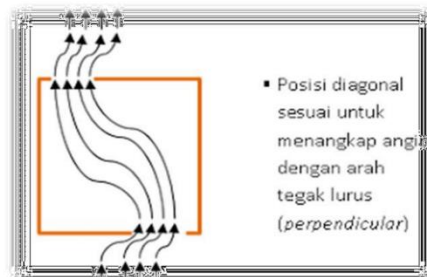 ▪ Posisi diagonal
sesuai untuk
menangkap angin
dengan arah
tegak lurus
(perpendicular)